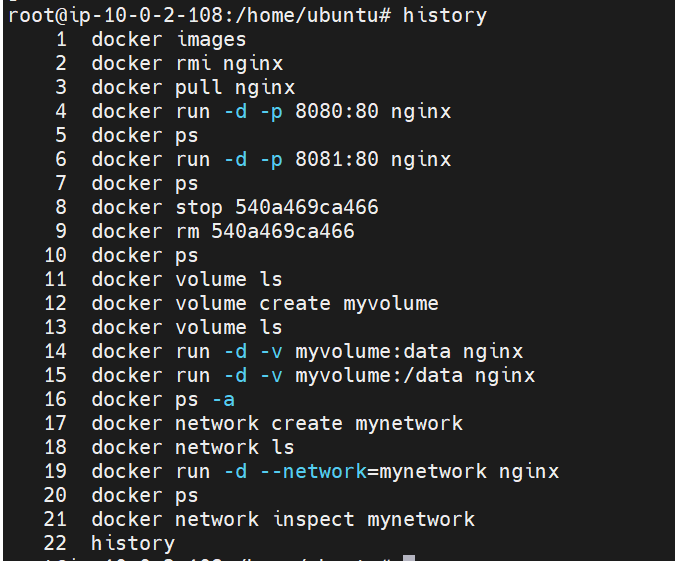 root@ip-10-0-2-108:/home/ubuntu# history
1 docker images
2 docker rmi nginx
3 docker pull nginx
4 docker run -d -p 8080:80 nginx
5 docker ps
6 docker run -d -p 8081:80 nginx
7 docker ps
8 docker stop 540a469ca466
9 docker rm 540a469ca466
10 docker ps
11 docker volume ls
12 docker volume create myvolume
13 docker volume ls
14 docker run -d -v myvolume:data nginx
15 docker run -d -v myvolume:/data nginx
16 docker ps -a
17 docker network create mynetwork
18 docker network ls
19 docker run -d --network=mynetwork nginx
20 docker ps
21 docker network inspect mynetwork
22 history